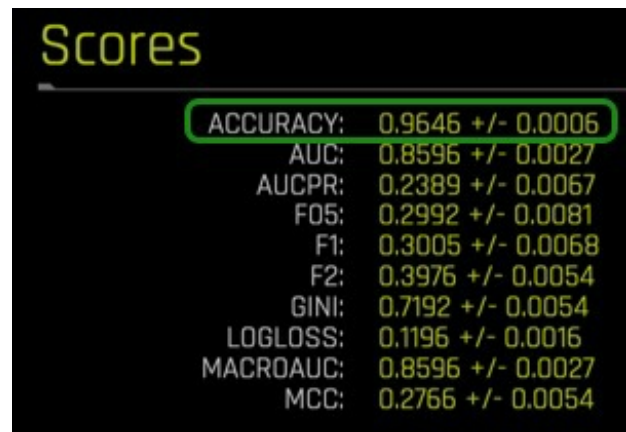 Scores
ACCURACY: 0.9646 +/- 0.0006
AUC: 0.8596 +/- 0.0027
AUCPR: 0.2389 +/- 0.0067
F05: 0.2992 +/- 0.0081
F1: 0.3005 +/- 0.0068
F2: 0.3976 +/- 0.0054
GINI: 0.7192 +/- 0.0054
LOGLOSS: 0.1196 +/- 0.0016
MACROAUC: 0.8596 +/- 0.0027
MCC: 0.2766 +/- 0.0054